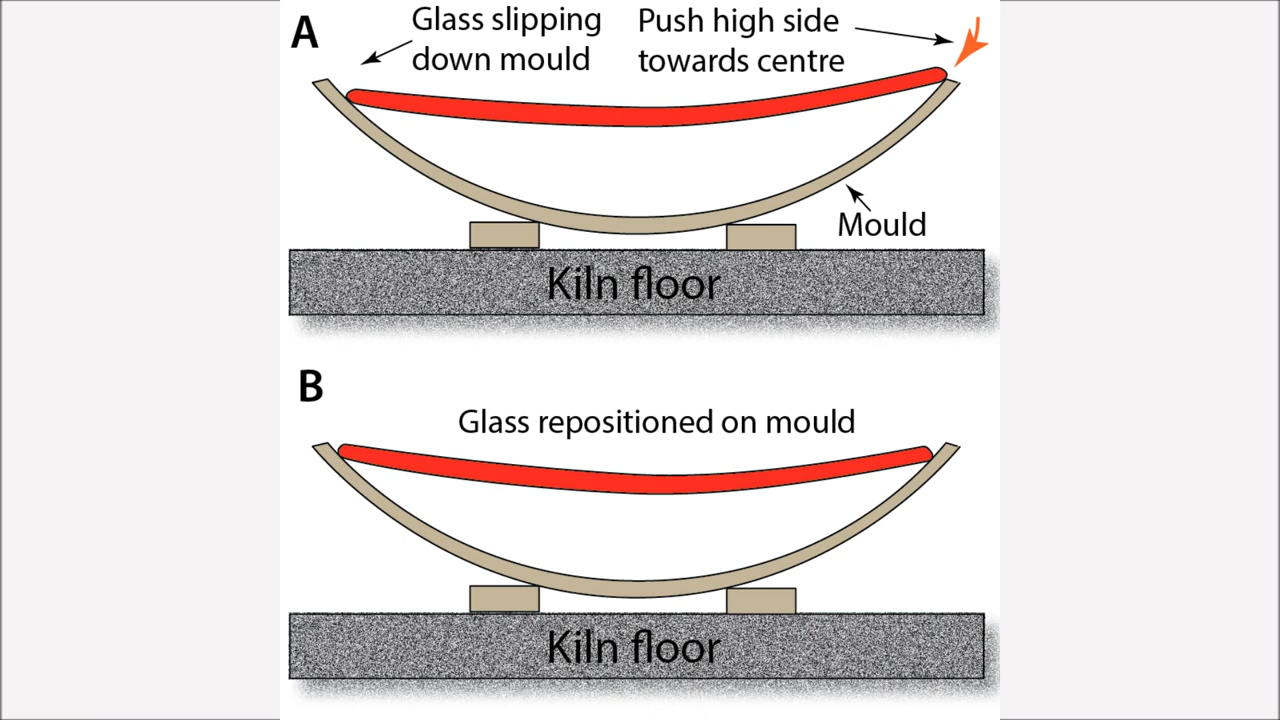 A
Glass slipping
down mould
Push high side
towards centre
Mould
Kiln floor
B
Glass repositioned on mould
Kiln floor